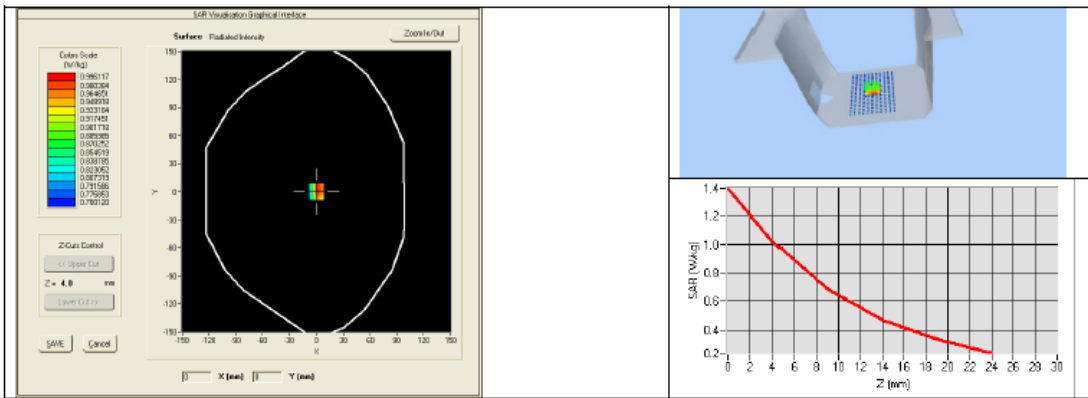 SAR Visualisation Graphical Interface
Surface Radiated Intensity
Zoom In/Out
Colors Scale
(W/kg)
0.996117
0.980384
0.964651
0.948918
0.933184
0.917451
0.901718
0.885985
0.870252
0.854519
0.838785
0.823052
0.807319
0.791586
0.775853
0.760120
150
120
90
60
30
0
-30
-60
-90
-120
-150
Y
-150 -120 -90 -60 -30 0 30 60 90 120 150
X
Z-Cuts Control
<< Upper Cut
Z = 4.0 mm
Lower Cut >>
SAVE Cancel
0 X (mm) Y (mm)
1.4
1.2
1.0
0.8
0.6
0.4
0.2
SAR (W/kg)
0 2 4 6 8 10 12 14 16 18 20 22 24 26 28 30
Z (mm)